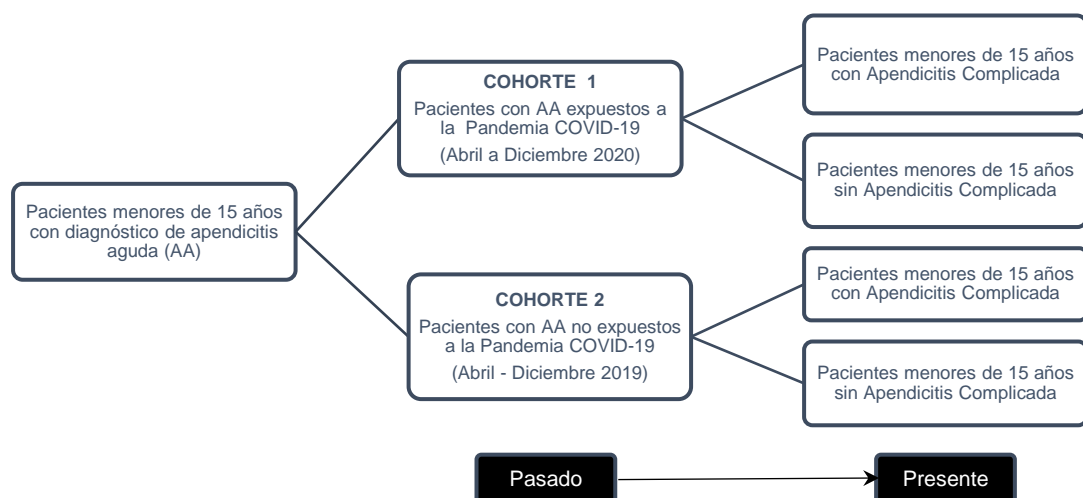 Pacientes menores de 15 años
con diagnóstico de apendicitis
aguda (AA)
COHORTE 1
Pacientes con AA expuestos a
la Pandemia COVID-19
(Abril a Diciembre 2020)
Pacientes menores de 15 años
con Apendicitis Complicada
Pacientes menores de 15 años
sin Apendicitis Complicada
COHORTE 2
Pacientes con AA no expuestos
a la Pandemia COVID-19
(Abril - Diciembre 2019)
Pacientes menores de 15 años
con Apendicitis Complicada
Pacientes menores de 15 años
sin Apendicitis Complicada
Pasado
Presente